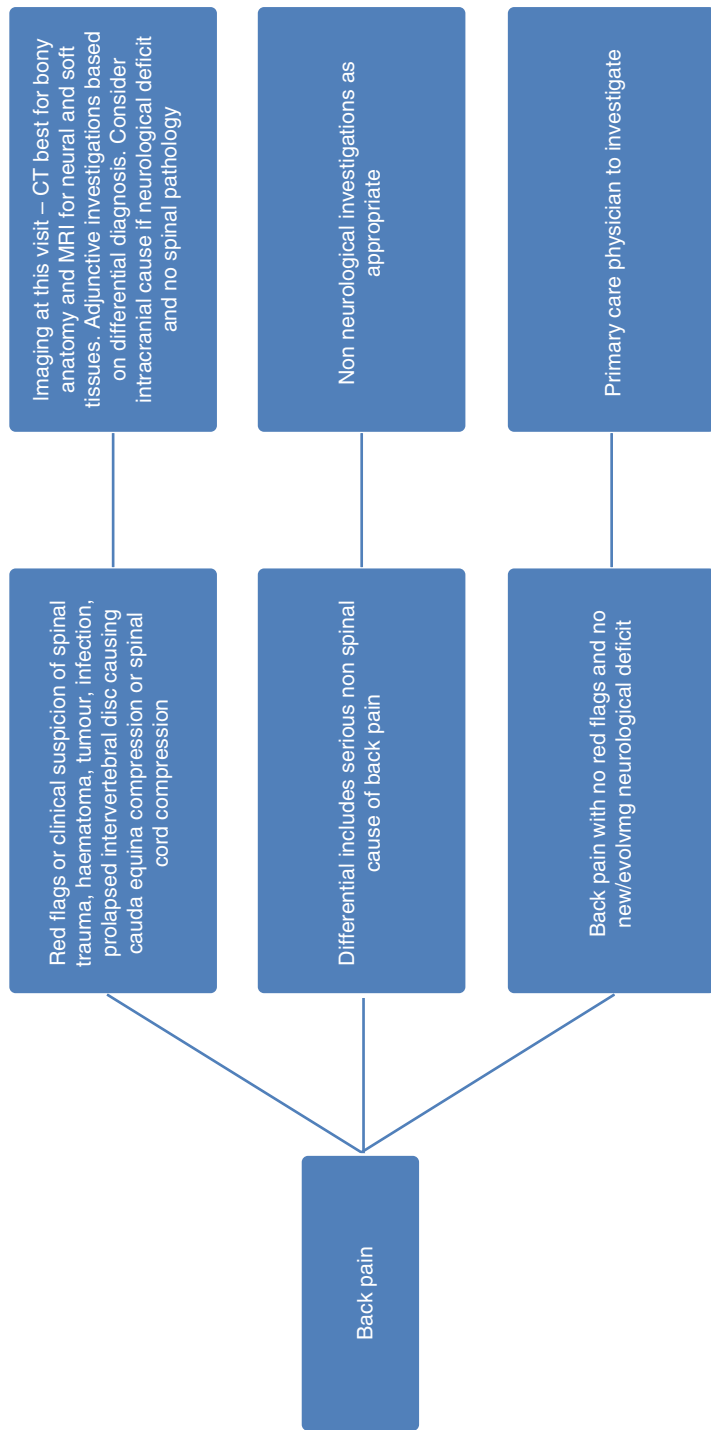 Back pain
Red flags or clinical suspicion of spinal
trauma, haematoma, tumour, infection,
prolapsed intervertebral disc causing
cauda equina compression or spinal
cord compression
Imaging at this visit – CT best for bony
anatomy and MRI for neural and soft
tissues. Adjunctive investigations based
on differential diagnosis. Consider
intracranial cause if neurological deficit
and no spinal pathology
Differential includes serious non spinal
cause of back pain
Non neurological investigations as
appropriate
Back pain with no red flags and no
new/evolvmg neurological deficit
Primary care physician to investigate